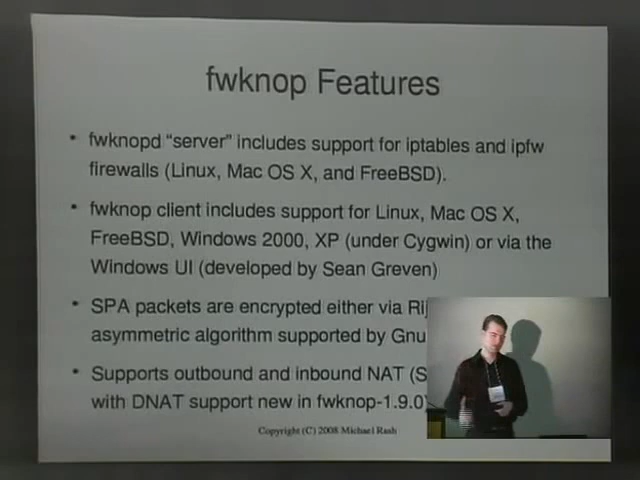 fwknop Features
• fwknopd “server” includes support for iptables and ipfw
firewalls (Linux, Mac OS X, and FreeBSD).
• fwknop client includes support for Linux, Mac OS X,
FreeBSD, Windows 2000, XP (under Cygwin) or via the
Windows UI (developed by Sean Greven)
• SPA packets are encrypted either via Rij
asymmetric algorithm supported by Gnu
• Supports outbound and inbound NAT (S
with DNAT support new in fwknop-1.9.0)
Copyright (C) 2008 Michael Rash